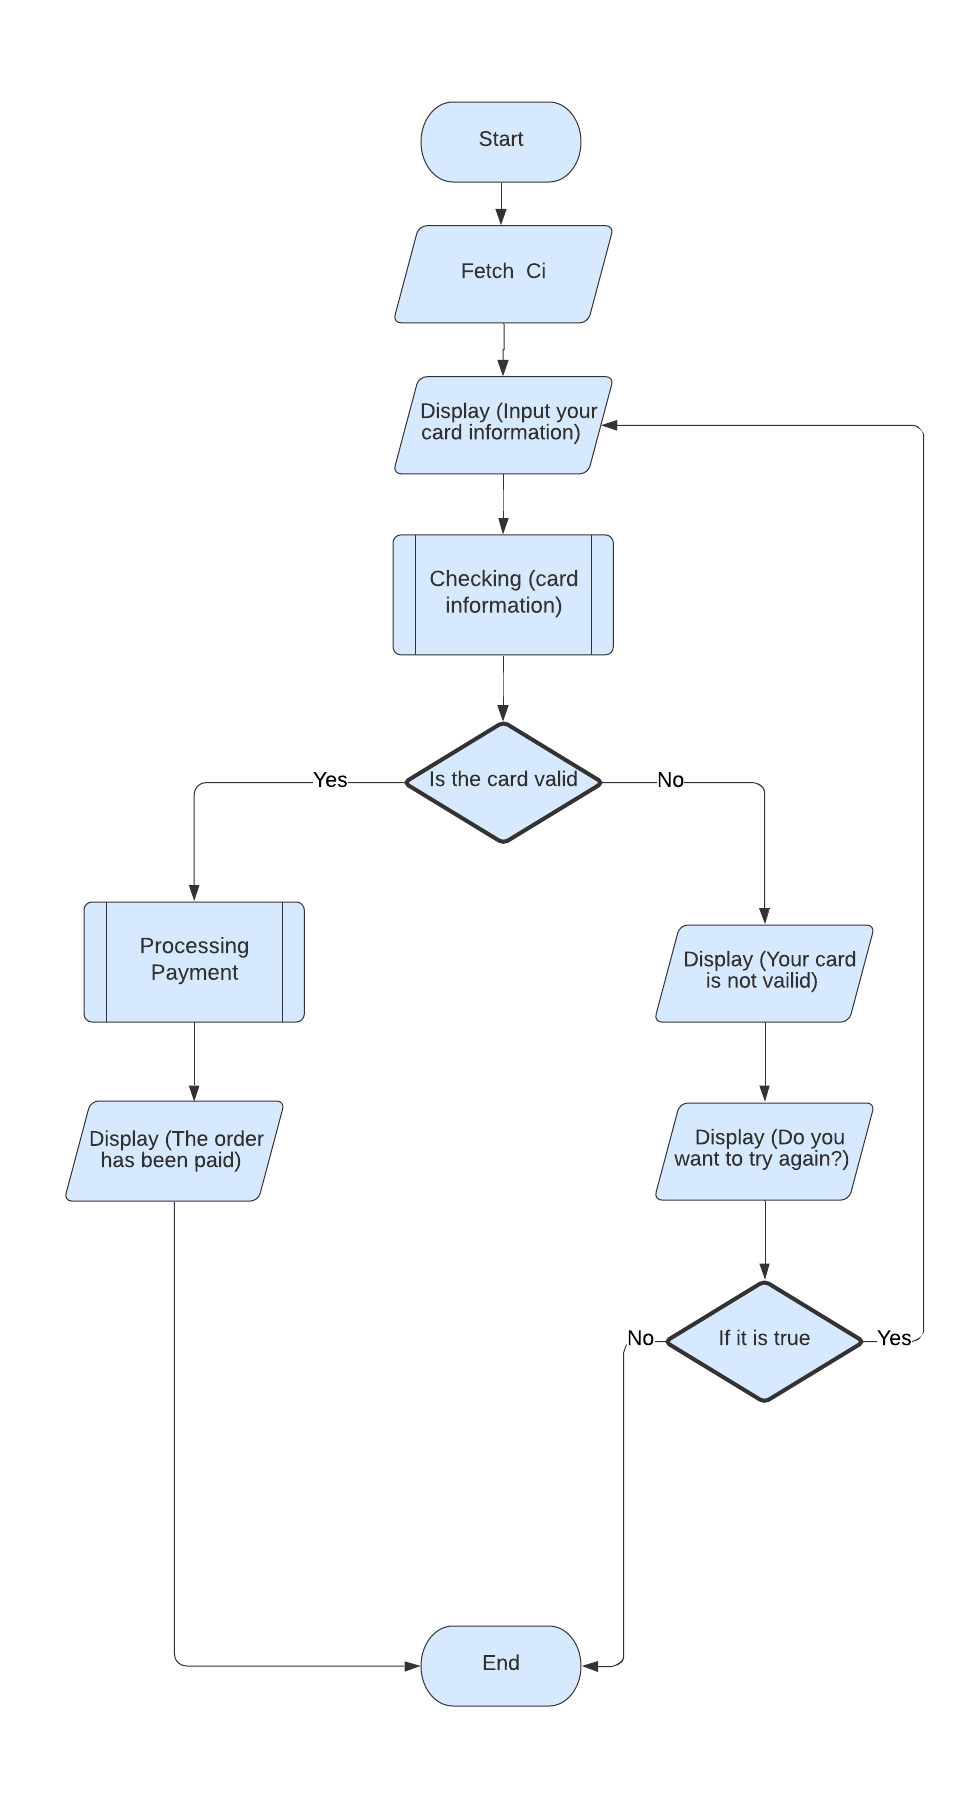 Start
Fetch  Ci
Display (Input your
card information)
Checking (card
information)
Is the card valid
Yes
No
Processing
Payment
Display (Your card
is not vailid)
Display (The order
has been paid)
Display (Do you
want to try again?)
If it is true
No
Yes
End